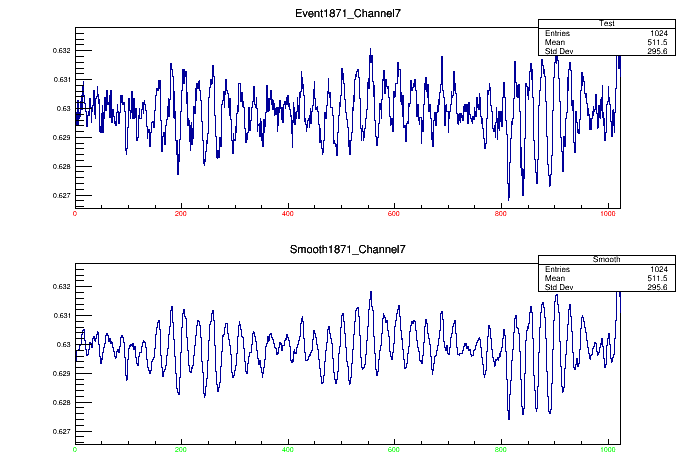 Event1871_Channel7
Test
Entries 1024
Mean 511.5
Std Dev 295.6
0.632
0.631
0.63
0.629
0.628
0.627
0 200 400 600 800 1000
Smooth1871_Channel7
Smooth
Entries 1024
Mean 511.5
Std Dev 295.6
0.632
0.631
0.63
0.629
0.628
0.627
0 200 400 600 800 1000